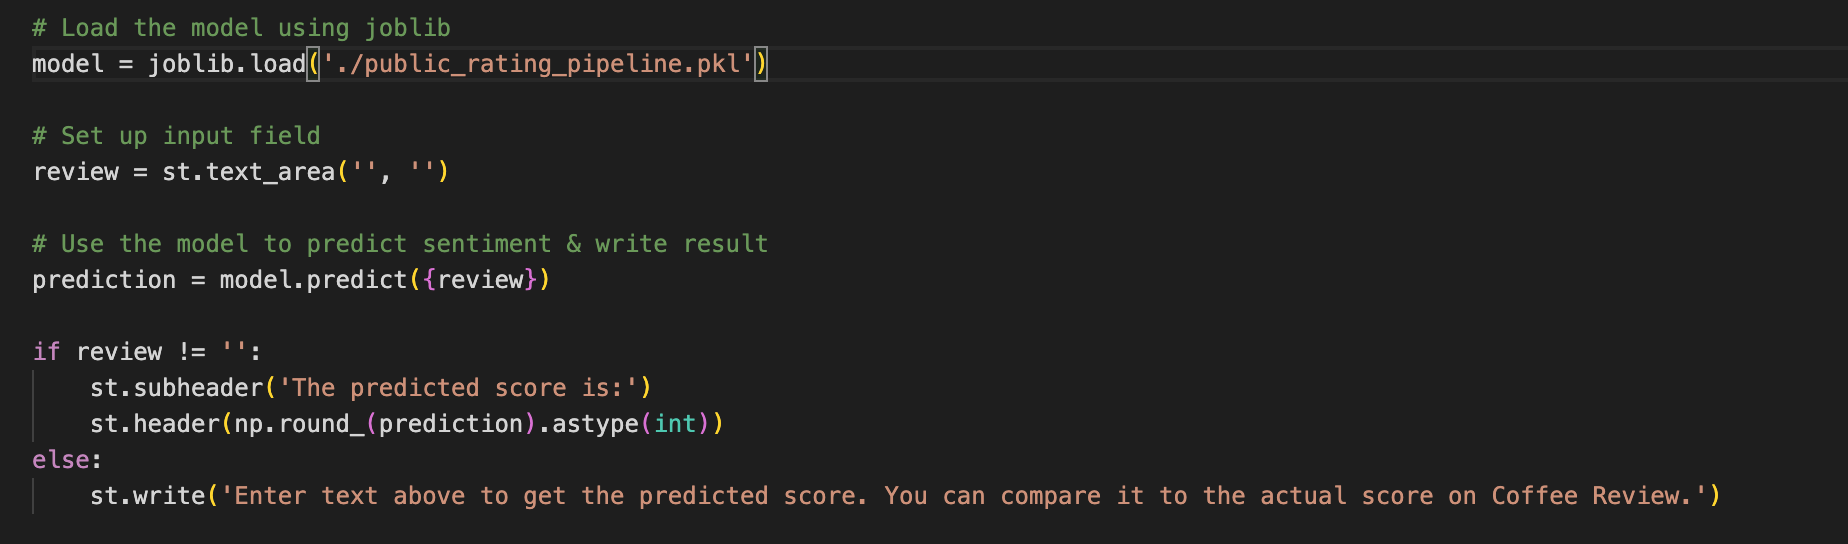 # Load the model using joblib
model = joblib.load('./public_rating_pipeline.pkl')
# Set up input field
review = st.text_area('', '')
# Use the model to predict sentiment & write result
prediction = model.predict({review})
if review != '':
    st.subheader('The predicted score is:')
    st.header(np.round_(prediction).astype(int))
else:
    st.write('Enter text above to get the predicted score. You can compare it to the actual score on Coffee Review.')